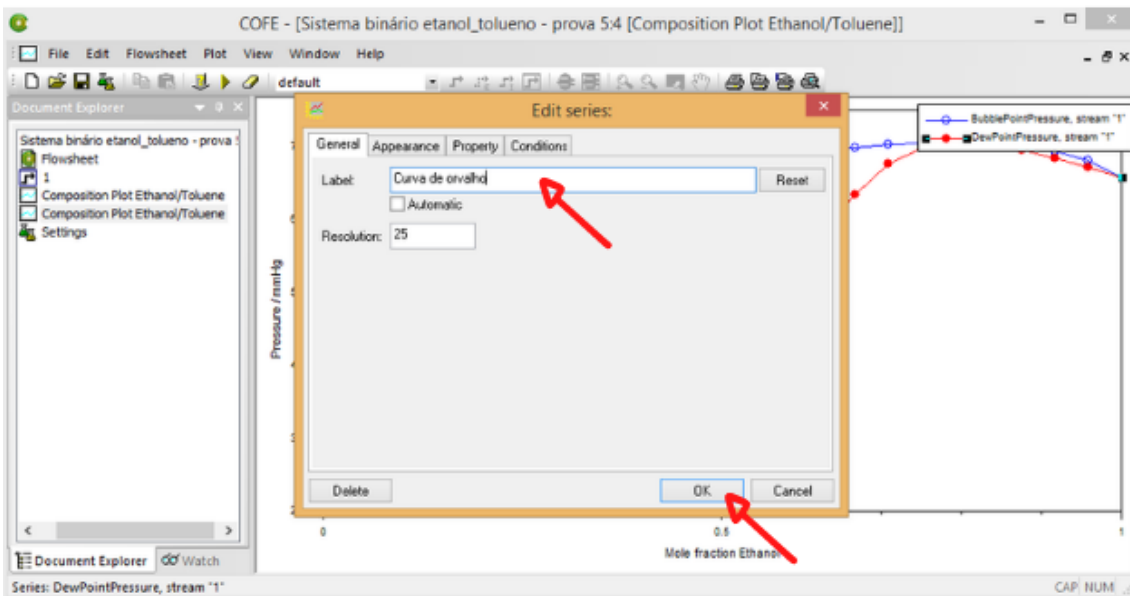 COFE - [Sistema binário etanol_tolueno - prova 5:4 [Composition Plot Ethanol/Toluene]]
File Edit Flowsheet Plot View Window Help
default
Document Explorer
Sistema binário etanol_tolueno - prova
Flowsheet
1
Composition Plot Ethanol/Toluene
Composition Plot Ethanol/Toluene
Settings
Document Explorer Watch
Edit series:
General Appearance Property Conditions
Label: Curva de orvalho Reset
Automatic
Resolution: 25
Delete OK Cancel
BubblePointPressure, stream "1"
DewPointPressure, stream "1"
Pressure / mmHg
0 0.5 1
Mole fraction Ethanol
Series: DewPointPressure, stream "1" CAP NUM